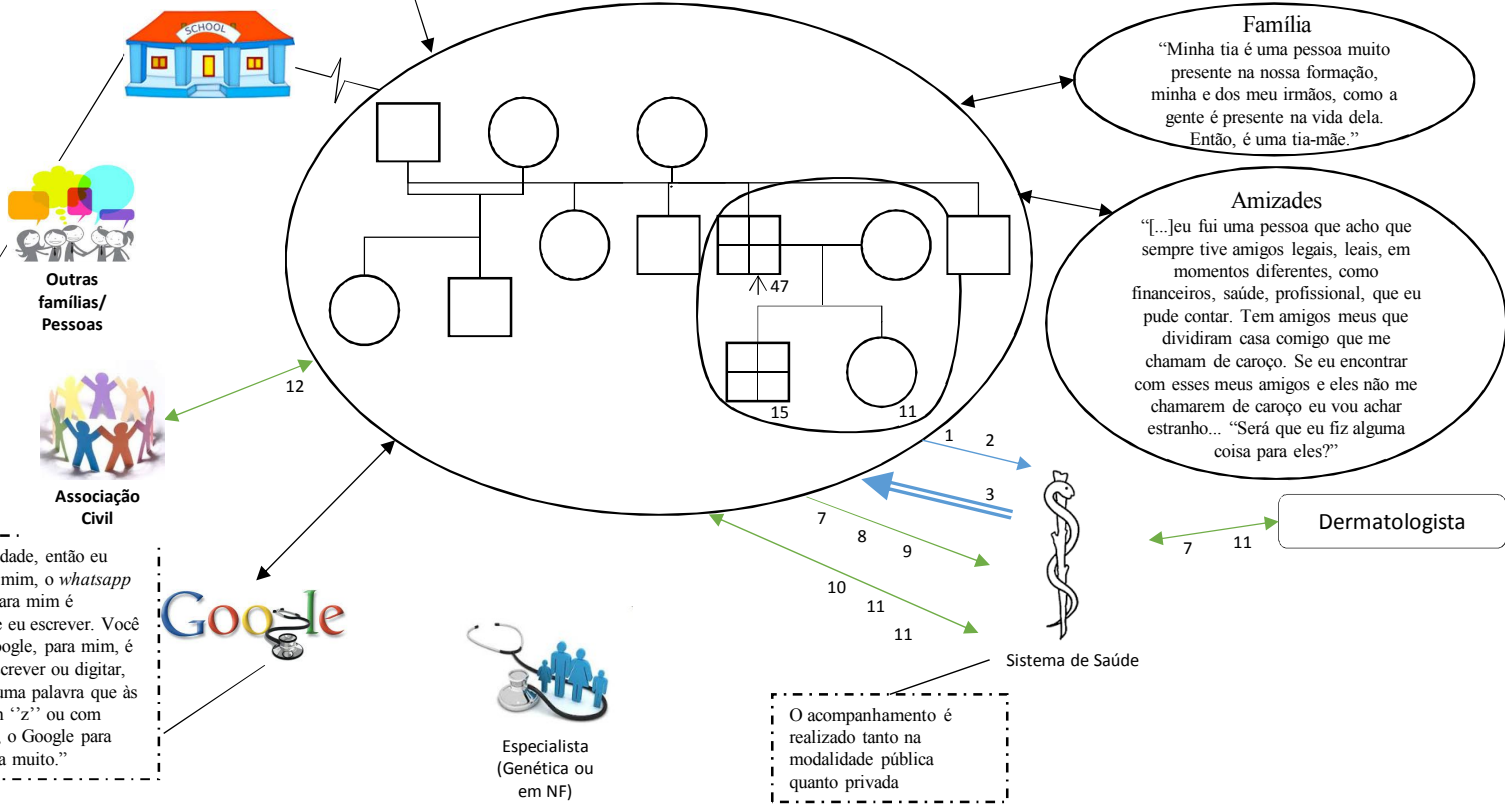 SCHOOL
Família
“Minha tia é uma pessoa muito
presente na nossa formação,
minha e dos meu irmãos, como a
gente é presente na vida dela.
Então, é uma tia-mãe.”
Amizades
“[...]eu fui uma pessoa que acho que
sempre tive amigos legais, leais, em
momentos diferentes, como
financeiros, saúde, profissional, que eu
pude contar. Tem amigos meus que
dividiram casa comigo que me
chamam de caroço. Se eu encontrar
com esses meus amigos e eles não me
chamarem de caroço eu vou achar
estranho... “Será que eu fiz alguma
coisa para eles?”
Outras
famílias/
Pessoas
47
15
11
12
Associação
Civil
1
2
3
7
8
9
10
11
11
7
11
Dermatologista
Sistema de Saúde
dade, então eu
mim, o whatsapp
ara mim é
e eu escrever. Você
oogle, para mim, é
crever ou digitar,
uma palavra que às
m ‘’z’’ ou com
, o Google para
a muito.”
Google
Especialista
(Genética ou
em NF)
O acompanhamento é
realizado tanto na
modalidade pública
quanto privada